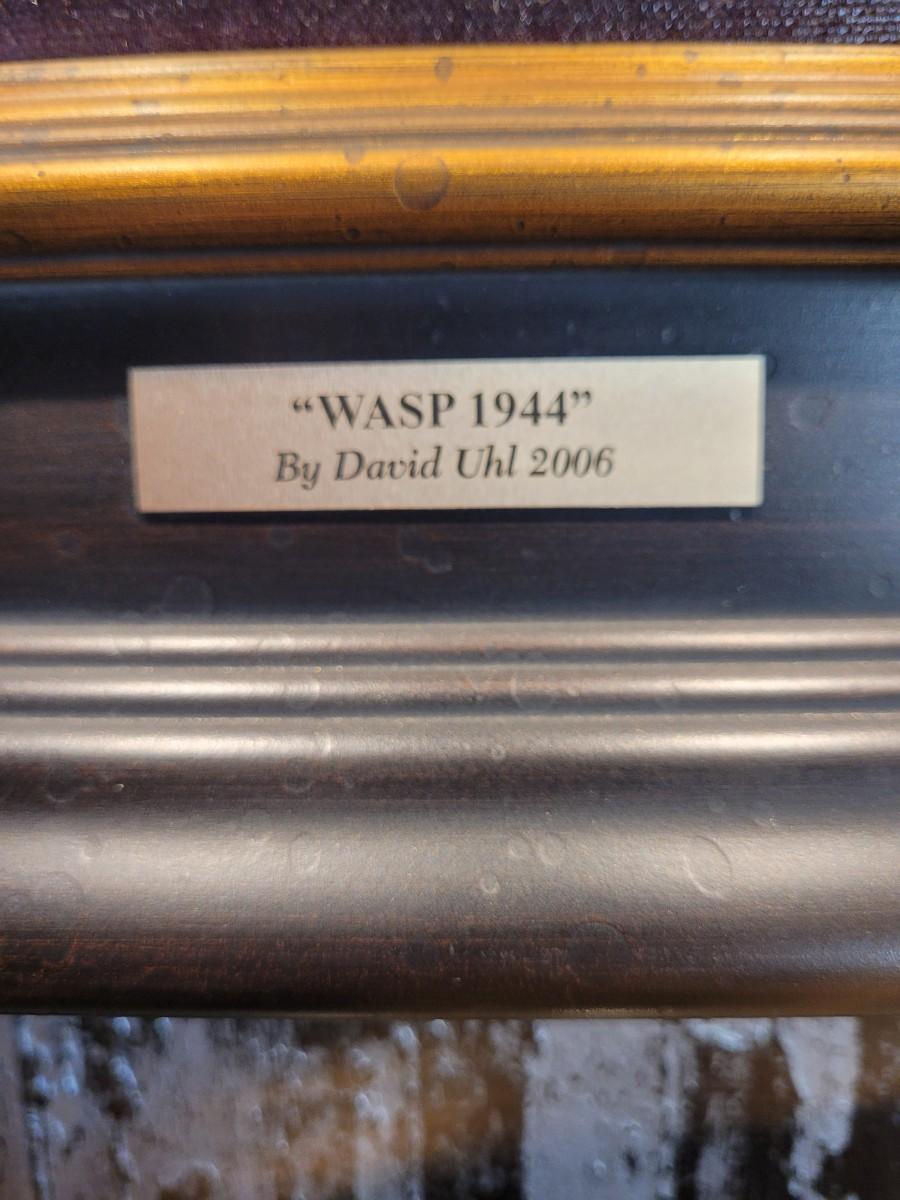 “WASP 1944”
By David Uhl 2006